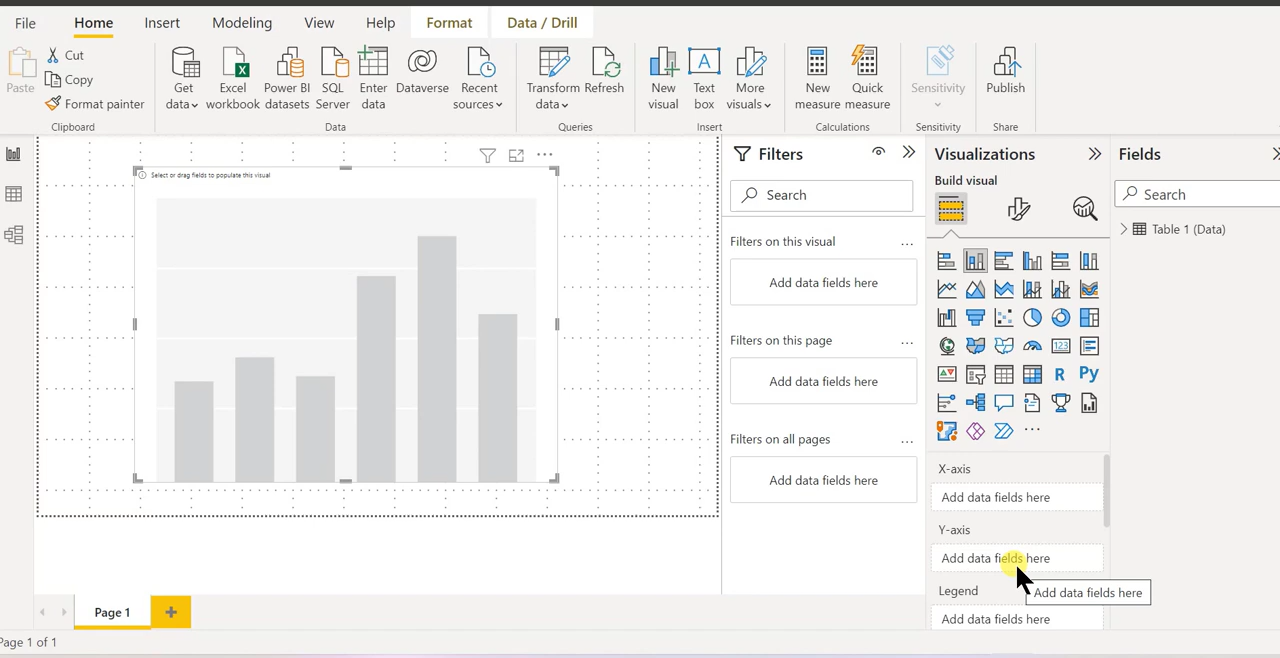 File Home Insert Modeling View Help Format Data / Drill
Paste
Cut
Copy
Format painter
Clipboard
Get data
Excel workbook
Power BI datasets
SQL Server
Enter data
Dataverse
Recent sources
Data
Transform data
Refresh
Queries
New visual
Text box
More visuals
Insert
New measure
Quick measure
Calculations
Sensitivity
Sensitivity
Publish
Share
Select or drag fields to populate this visual
Filters
Search
Filters on this visual
Add data fields here
Filters on this page
Add data fields here
Filters on all pages
Add data fields here
Visualizations
Build visual
123
R
Py
X-axis
Add data fields here
Y-axis
Add data fields here
Add data fields here
Legend
Add data fields here
Fields
Search
Table 1 (Data)
Page 1
Page 1 of 1